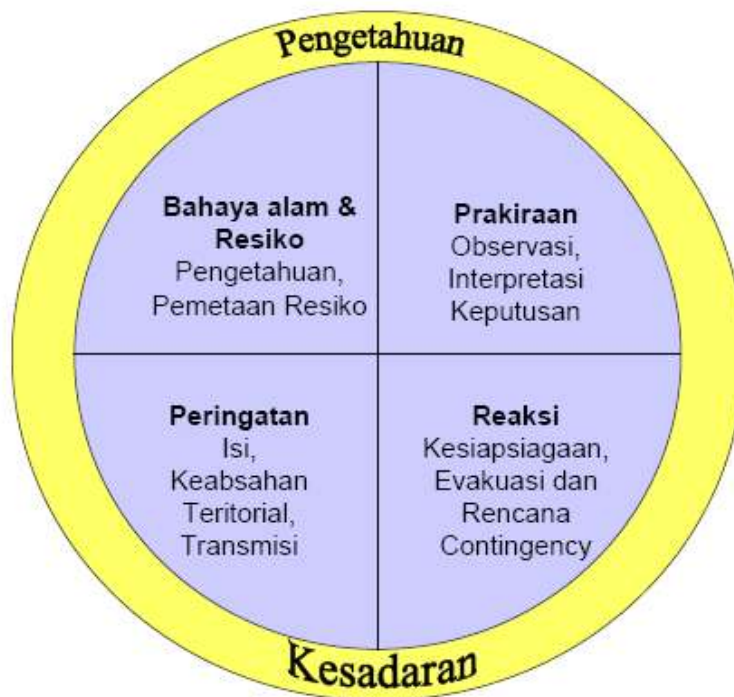 Pengetahuan
Bahaya alam &
Resiko
Pengetahuan,
Pemetaan Resiko
Prakiraan
Observasi,
Interpretasi
Keputusan
Peringatan
Isi,
Keabsahan
Teritorial,
Transmisi
Reaksi
Kesiapsiagaan,
Evakuasi dan
Rencana
Contingency
Kesadaran